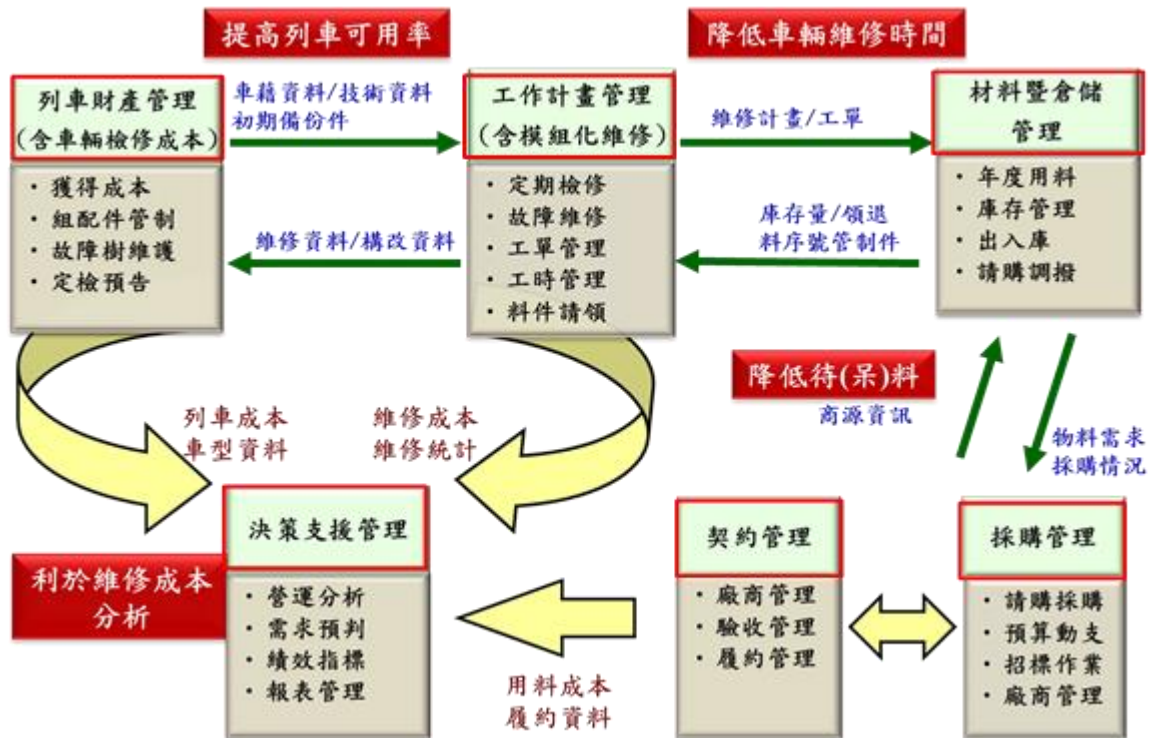 提高列車可用率
降低車輛維修時間
列車財產管理
(含車輛檢修成本)
・獲得成本
・組配件管制
・故障樹維護
・定檢預告
車藉資料/技術資料
初期備份件
維修資料/構改資料
工作計畫管理
(含模組化維修)
・定期檢修
・故障維修
・工單管理
・工時管理
・料件請領
維修計畫/工單
庫存量/領退
料序號管制件
材料暨倉儲
管理
・年度用料
・庫存管理
・出入庫
・請購調撥
降低待(呆)料
商源資訊
物料需求
採購情況
列車成本
車型資料
維修成本
維修統計
利於維修成本
分析
決策支援管理
・營運分析
・需求預判
・績效指標
・報表管理
用料成本
履約資料
契約管理
・廠商管理
・驗收管理
・履約管理
採購管理
・請購採購
・預算動支
・招標作業
・廠商管理